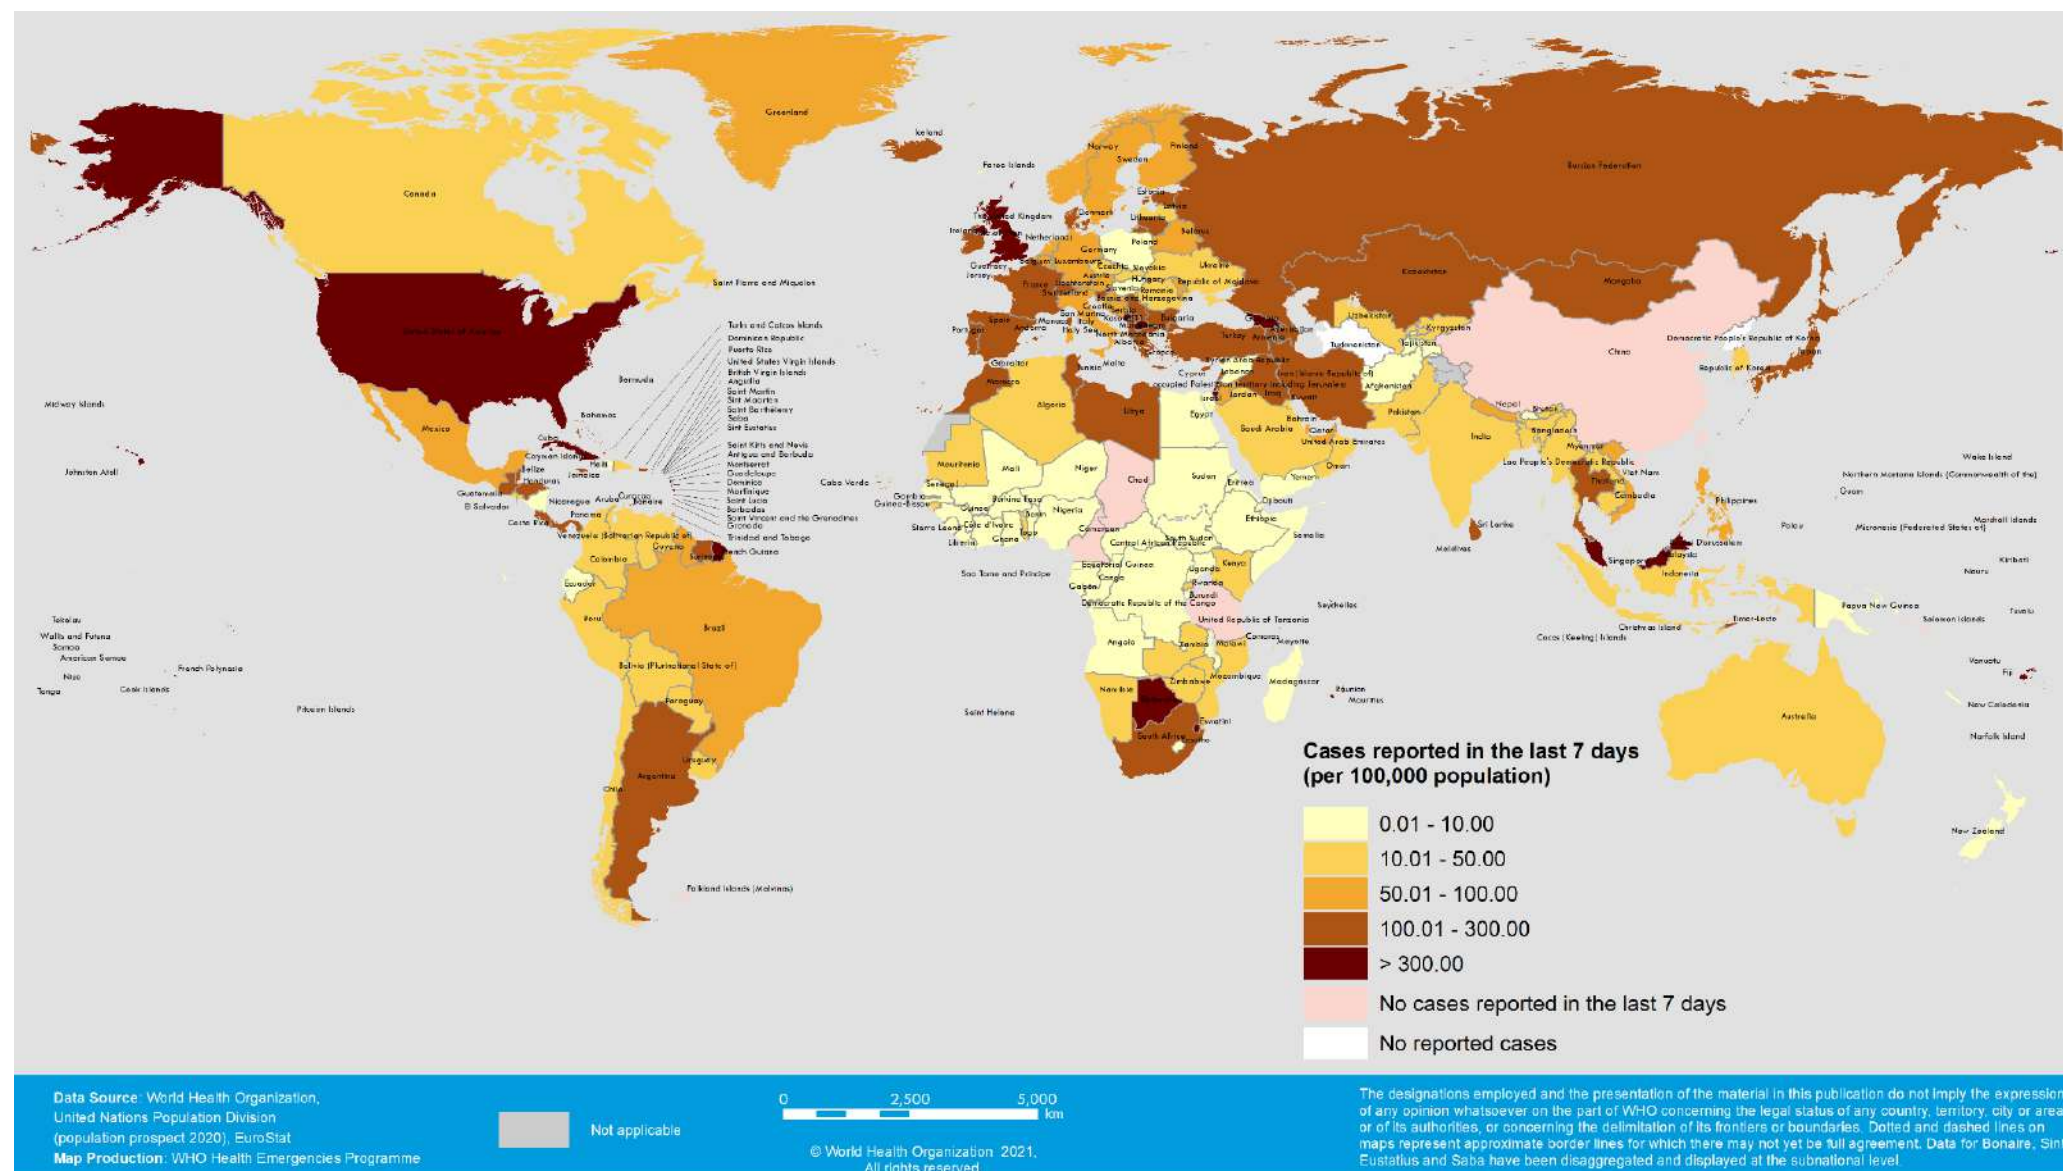 Greenland
Iceland
Faroe Islands
Norway
Sweden
Finland
Russian Federation
Canada
Estonia
Latvia
Denmark
Lithuania
Netherlands
Belarus
Poland
Germany
Guernsey
Jersey
Belgium
Luxembourg
Czechia
Slovakia
Ukraine
Austria
Hungary
Republic of Moldova
Kazakhstan
Mongolia
Saint Pierre and Miquelon
France
Liechtenstein
Switzerland
Slovenia
Romania
Bosnia and Herzegovina
Croatia
Serbia
San Marino
Spain
Monaco
Italy
Bulgaria
Portugal
Andorra
Holy See
North Macedonia
Albania
Turkey
Armenia
Azerbaijan
Uzbekistan
Kyrgyzstan
Turkmenistan
Tajikistan
China
Democratic People's Republic of Korea
Japan
Republic of Korea
United States of America
Turks and Caicos Islands
Dominican Republic
Puerto Rico
United States Virgin Islands
British Virgin Islands
Anguilla
Saint Martin
Sint Maarten
Saint Barthélemy
Saba
Sint Eustatius
Saint Kitts and Nevis
Antigua and Barbuda
Montserrat
Guadeloupe
Dominica
Martinique
Saint Lucia
Barbados
Saint Vincent and the Grenadines
Grenada
Trinidad and Tobago
Bermuda
Bahamas
Midway Islands
Johnston Atoll
Mexico
Cuba
Cayman Islands
Haiti
Belize
Jamaica
Honduras
Guatemala
El Salvador
Nicaragua
Aruba
Curacao
Bonaire
Costa Rica
Panama
Venezuela (Bolivarian Republic of)
Guyana
Suriname
French Guiana
Colombia
Ecuador
Peru
Brazil
Bolivia (Plurinational State of)
Paraguay
Uruguay
Argentina
Chile
Falkland Islands (Malvinas)
Tokelau
Wallis and Futuna
Samoa
American Samoa
Niue
Tonga
Cook Islands
French Polynesia
Pitcairn Islands
Gibraltar
Tunisia
Malta
Greece
Cyprus
Syrian Arab Republic
Lebanon
Iran (Islamic Republic of)
occupied Palestinian territory including Jerusalem
Israel
Jordan
Iraq
Kuwait
Afghanistan
Morocco
Algeria
Libya
Egypt
Bahrain
Qatar
Saudi Arabia
United Arab Emirates
Oman
Yemen
Pakistan
Nepal
Bhutan
India
Bangladesh
Myanmar
Lao People's Democratic Republic
Viet Nam
Thailand
Cambodia
Philippines
Sri Lanka
Maldives
Brunei Darussalam
Malaysia
Singapore
Indonesia
Cabo Verde
Mauritania
Mali
Niger
Chad
Sudan
Eritrea
Djibouti
Senegal
Gambia
Guinea-Bissau
Guinea
Burkina Faso
Benin
Nigeria
Sierra Leone
Côte d'Ivoire
Liberia
Ghana
Togo
Cameroon
Central African Republic
South Sudan
Ethiopia
Somalia
Sao Tome and Principe
Equatorial Guinea
Congo
Gabon
Uganda
Kenya
Rwanda
Burundi
Democratic Republic of the Congo
United Republic of Tanzania
Seychelles
Angola
Zambia
Malawi
Comoros
Mayotte
Mozambique
Zimbabwe
Madagascar
Namibia
Réunion
Mauritius
Saint Helena
Eswatini
South Africa
Lesotho
Palau
Wake Island
Northern Mariana Islands (Commonwealth of the)
Guam
Marshall Islands
Micronesia (Federated States of)
Kiribati
Nauru
Papua New Guinea
Tuvalu
Solomon Islands
Timor-Leste
Christmas Island
Cocos (Keeling) Islands
Vanuatu
Fiji
New Caledonia
Norfolk Island
Australia
New Zealand
Cases reported in the last 7 days
(per 100,000 population)
0.01 - 10.00
10.01 - 50.00
50.01 - 100.00
100.01 - 300.00
> 300.00
No cases reported in the last 7 days
No reported cases
Data Source: World Health Organization,
United Nations Population Division
(population prospect 2020), EuroStat
Map Production: WHO Health Emergencies Programme
Not applicable
0 2,500 5,000
km
© World Health Organization 2021,
All rights reserved
The designations employed and the presentation of the material in this publication do not imply the expression
of any opinion whatsoever on the part of WHO concerning the legal status of any country, territory, city or area
or of its authorities, or concerning the delimitation of its frontiers or boundaries. Dotted and dashed lines on
maps represent approximate border lines for which there may not yet be full agreement. Data for Bonaire, Sint
Eustatius and Saba have been disaggregated and displayed at the subnational level.